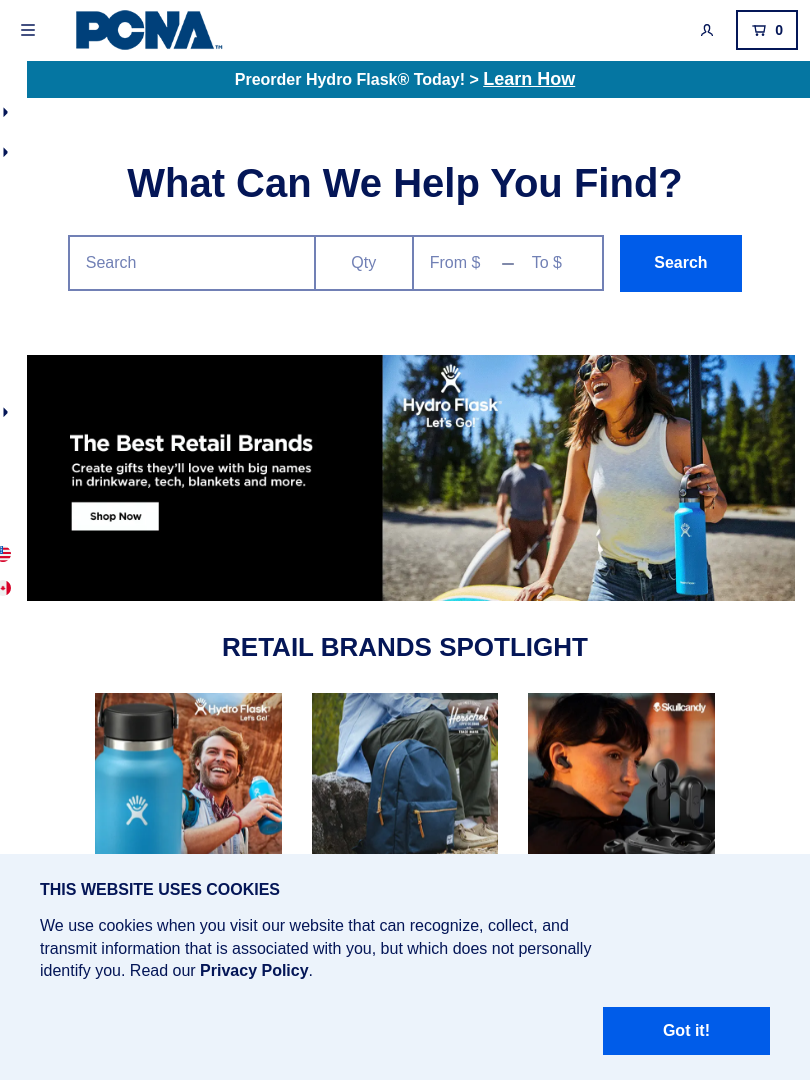 PCNA™
0
Preorder Hydro Flask® Today! > Learn How
What Can We Help You Find?
Search
Qty
From $ — To $
Search
The Best Retail Brands
Create gifts they'll love with big names
in drinkware, tech, blankets and more.
Shop Now
Hydro Flask
Let's Go!
RETAIL BRANDS SPOTLIGHT
Hydro Flask
Let's Go!
Herschel
Skullcandy
THIS WEBSITE USES COOKIES
We use cookies when you visit our website that can recognize, collect, and
transmit information that is associated with you, but which does not personally
identify you. Read our Privacy Policy.
Got it!